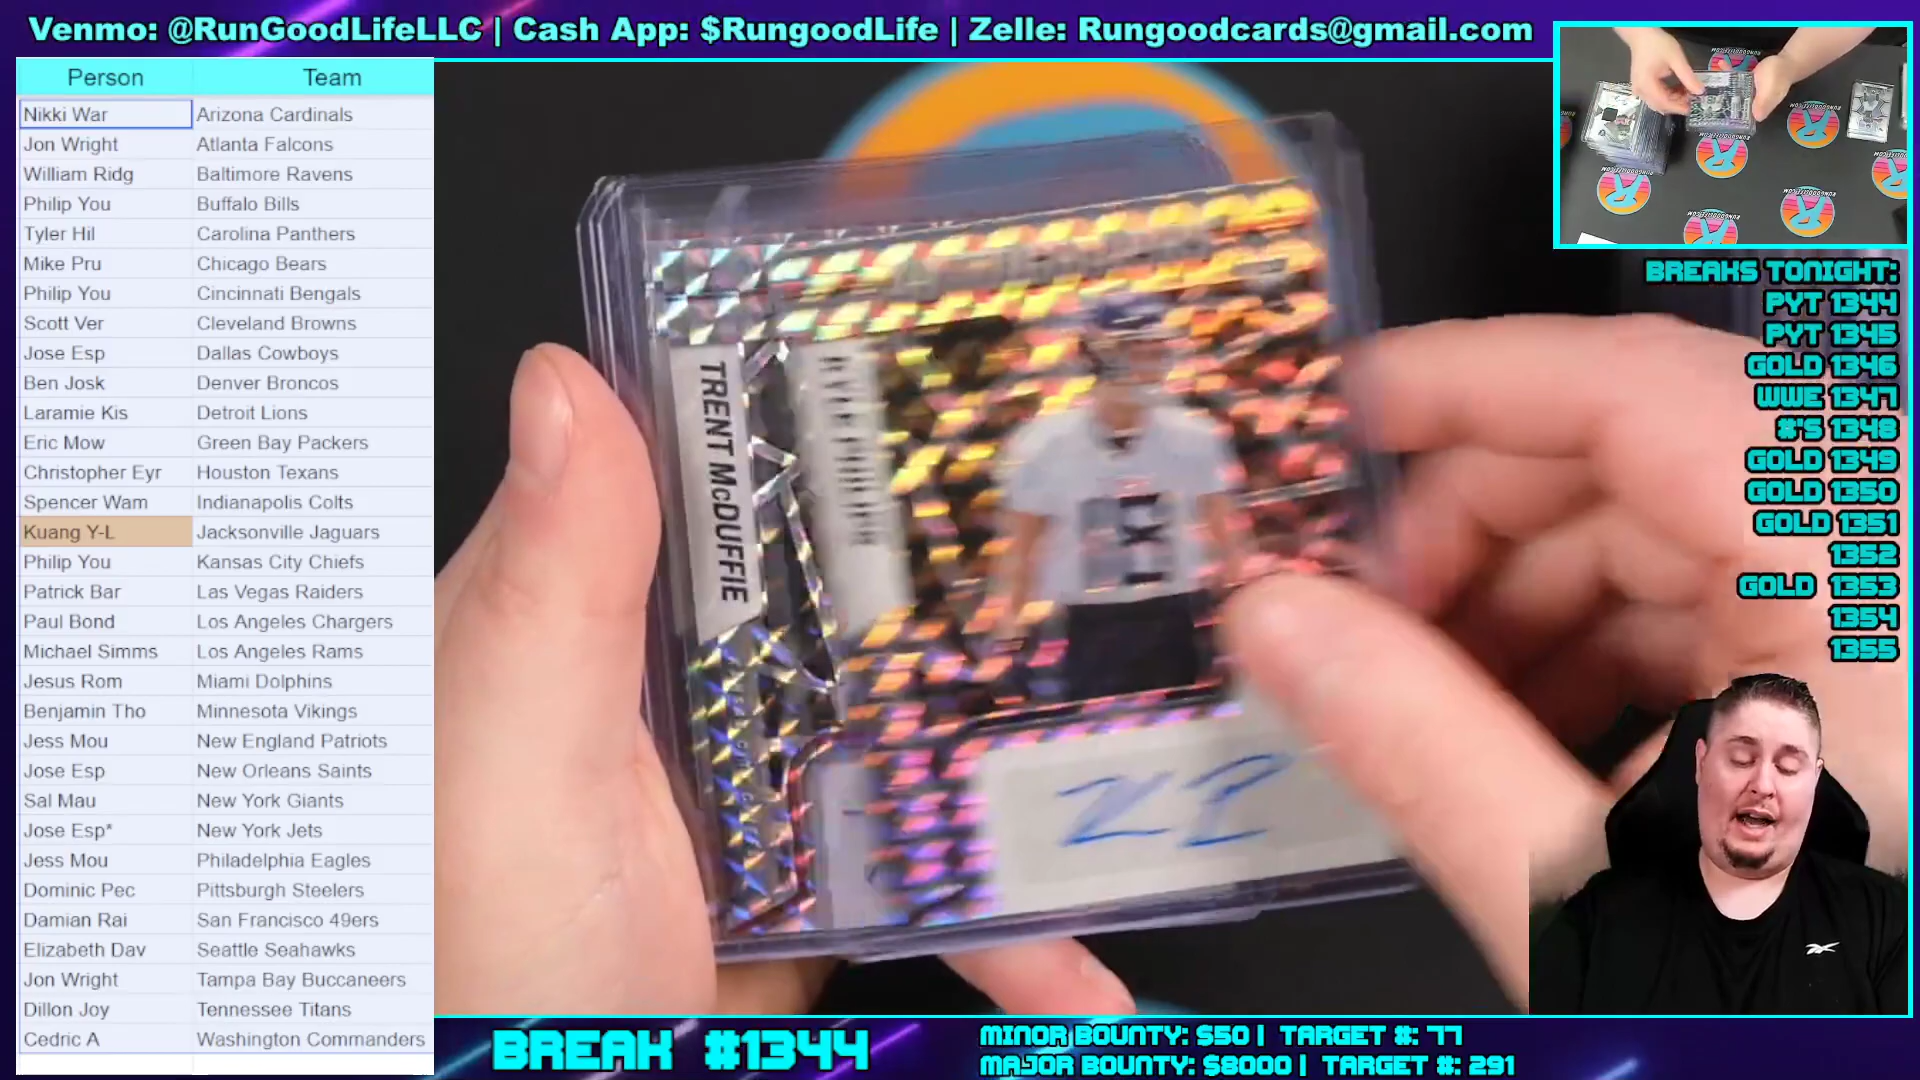 Venmo: @RunGoodLifeLLC | Cash App: $RungoodLife | Zelle: Rungoodcards@gmail.com
Person Team
Nikki War Arizona Cardinals
Jon Wright Atlanta Falcons
William Ridg Baltimore Ravens
Philip You Buffalo Bills
Tyler Hil Carolina Panthers
Mike Pru Chicago Bears
Philip You Cincinnati Bengals
Scott Ver Cleveland Browns
Jose Esp Dallas Cowboys
Ben Josk Denver Broncos
Laramie Kis Detroit Lions
Eric Mow Green Bay Packers
Christopher Eyr Houston Texans
Spencer Wam Indianapolis Colts
Kuang Y-L Jacksonville Jaguars
Philip You Kansas City Chiefs
Patrick Bar Las Vegas Raiders
Paul Bond Los Angeles Chargers
Michael Simms Los Angeles Rams
Jesus Rom Miami Dolphins
Benjamin Tho Minnesota Vikings
Jess Mou New England Patriots
Jose Esp New Orleans Saints
Sal Mau New York Giants
Jose Esp* New York Jets
Jess Mou Philadelphia Eagles
Dominic Pec Pittsburgh Steelers
Damian Rai San Francisco 49ers
Elizabeth Dav Seattle Seahawks
Jon Wright Tampa Bay Buccaneers
Dillon Joy Tennessee Titans
Cedric A Washington Commanders
TRENT McDUFFIE
BREAKS TONIGHT:
PYT 1344
PYT 1345
GOLD 1346
WWE 1347
#'S 1348
GOLD 1349
GOLD 1350
GOLD 1351
1352
GOLD 1353
1354
1355
BREAK #1344
MINOR BOUNTY: $50 | TARGET #: 77
MAJOR BOUNTY: $8000 | TARGET #: 291